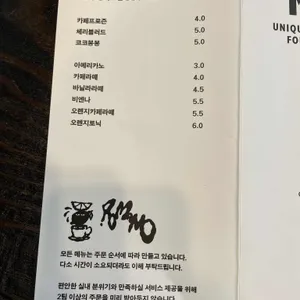 카페프로즌 4.0
체리블러드 5.0
코코봉봉 5.0
아메리카노 3.0
카페라떼 4.0
바닐라라떼 4.5
비엔나 5.5
오렌지카페라떼 5.5
오렌지토닉 6.0
모든 메뉴는 주문 순서에 따라 만들고 있습니다.
다소 시간이 소요되더라도 이해 부탁드립니다.
편안한 실내 분위기와 만족하실 서비스 제공을 위해
2팀 이상의 주문을 미리 받아두지 않습니다.
UNIQU
FO